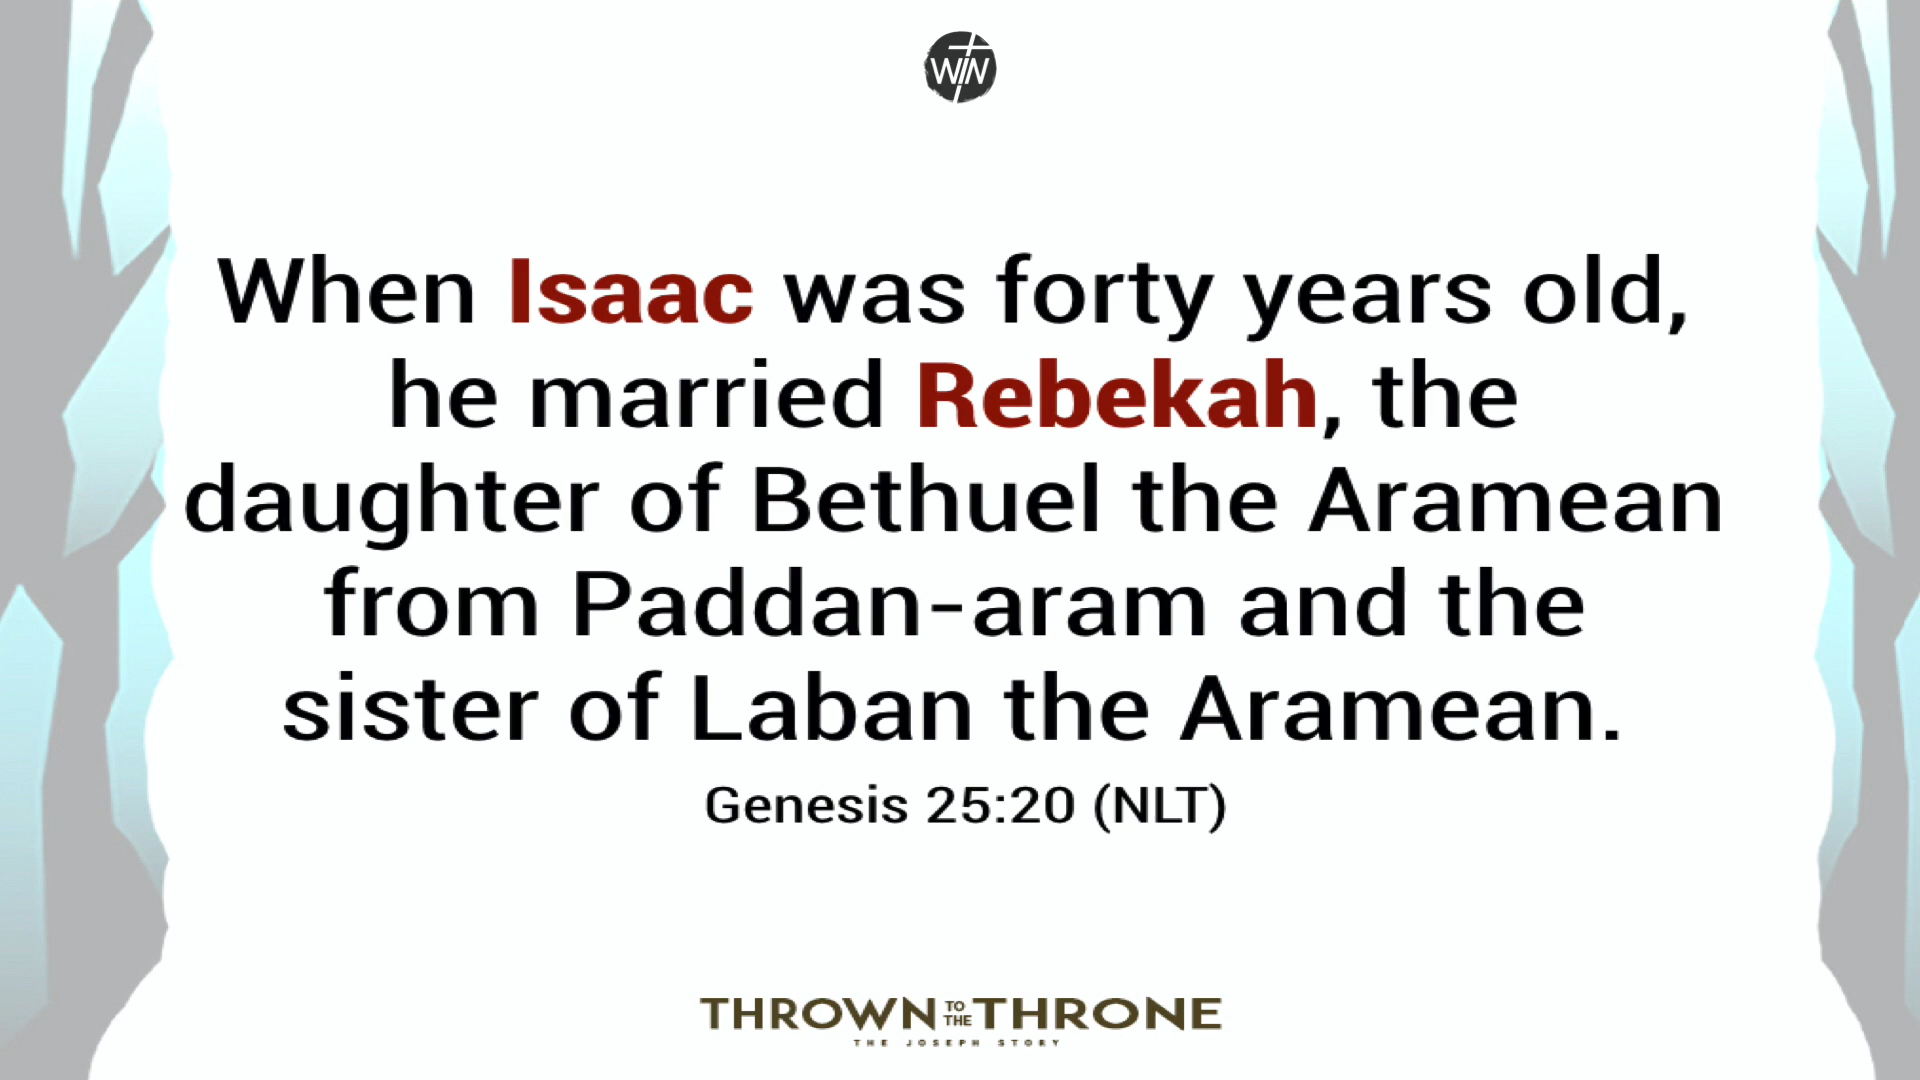 WIN
When Isaac was forty years old,
he married Rebekah, the
daughter of Bethuel the Aramean
from Paddan-aram and the
sister of Laban the Aramean.
Genesis 25:20 (NLT)
THROWN TO THE THRONE
THE JOSEPH STORY